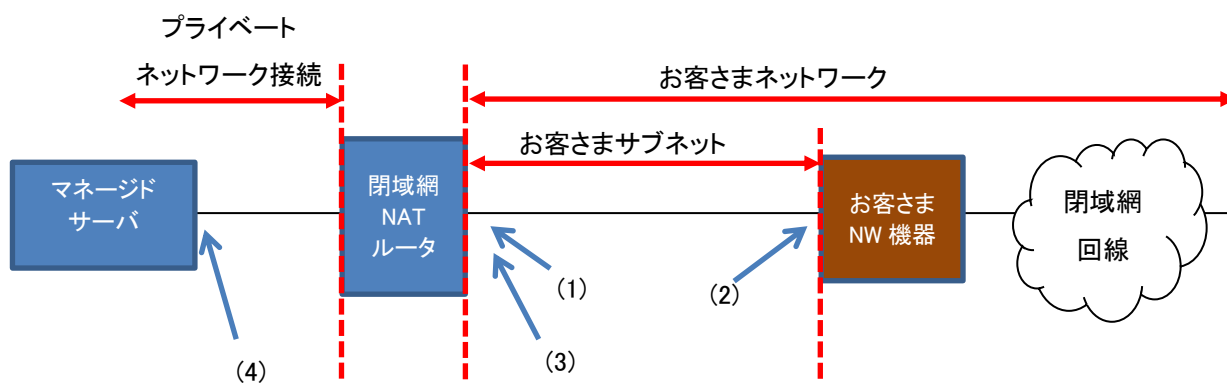 プライベート
ネットワーク接続
お客さまネットワーク
お客さまサブネット
マネージド
サーバ
閉域網
NAT
ルータ
お客さま
NW 機器
閉域網
回線
(1)
(2)
(3)
(4)